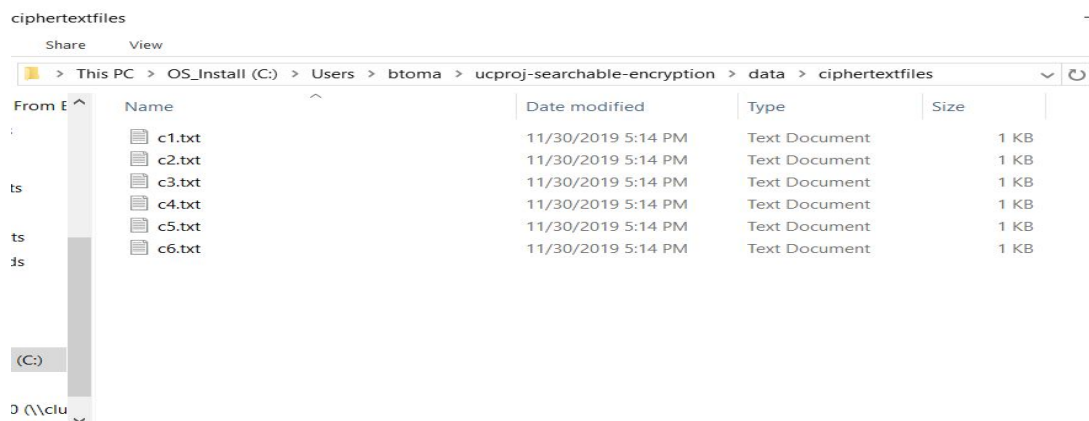 ciphertextfiles
Share View
> This PC > OS_Install (C:) > Users > btoma > ucproj-searchable-encryption > data > ciphertextfiles
From E Name Date modified Type Size
c1.txt 11/30/2019 5:14 PM Text Document 1 KB
c2.txt 11/30/2019 5:14 PM Text Document 1 KB
ts c3.txt 11/30/2019 5:14 PM Text Document 1 KB
c4.txt 11/30/2019 5:14 PM Text Document 1 KB
ts c5.txt 11/30/2019 5:14 PM Text Document 1 KB
c6.txt 11/30/2019 5:14 PM Text Document 1 KB
ds
(C:)
0 (\\clu